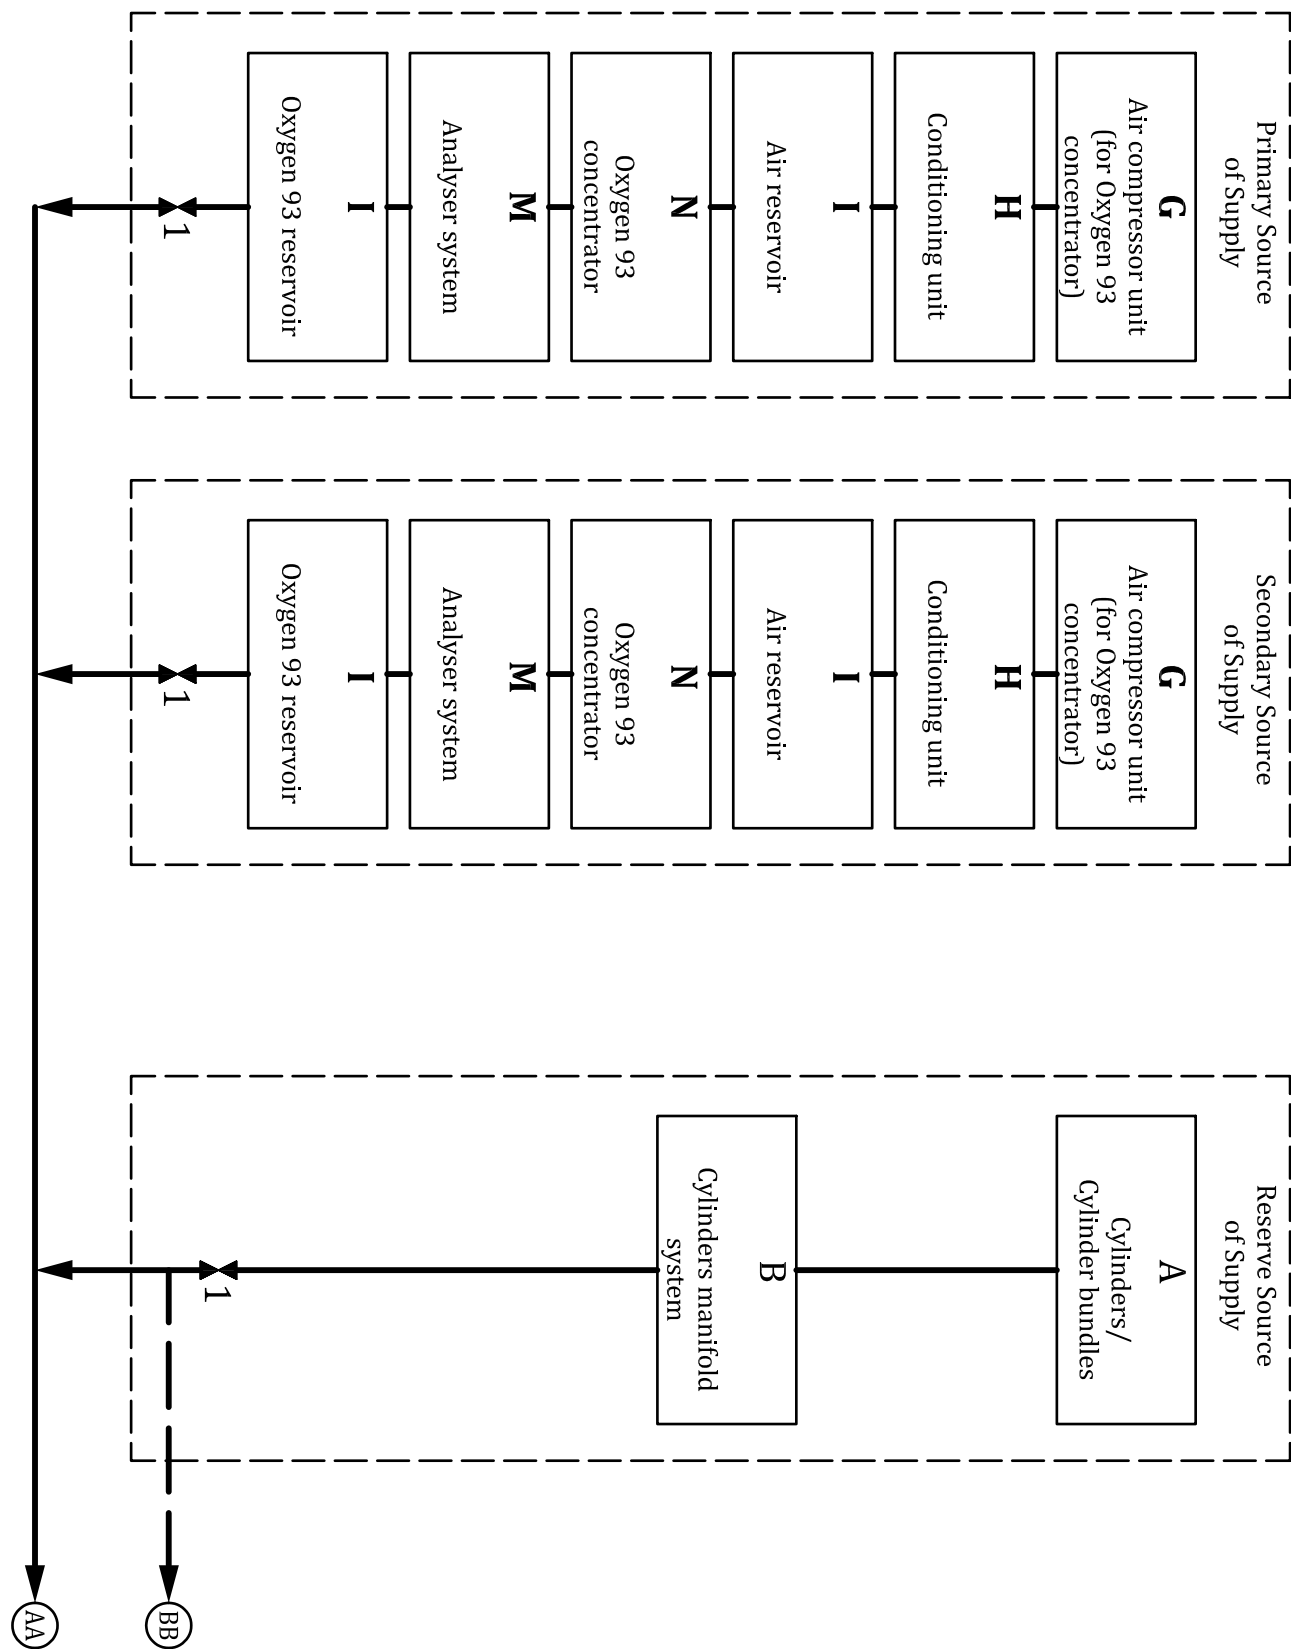 Primary Source
of Supply
G
Air compressor unit
(for Oxygen 93
concentrator)
H
Conditioning unit
I
Air reservoir
N
Oxygen 93
concentrator
M
Analyser system
I
Oxygen 93 reservoir
1
Secondary Source
of Supply
G
Air compressor unit
(for Oxygen 93
concentrator)
H
Conditioning unit
I
Air reservoir
N
Oxygen 93
concentrator
M
Analyser system
I
Oxygen 93 reservoir
1
Reserve Source
of Supply
A
Cylinders/
Cylinder bundles
B
Cylinders manifold
system
1
BB
AA